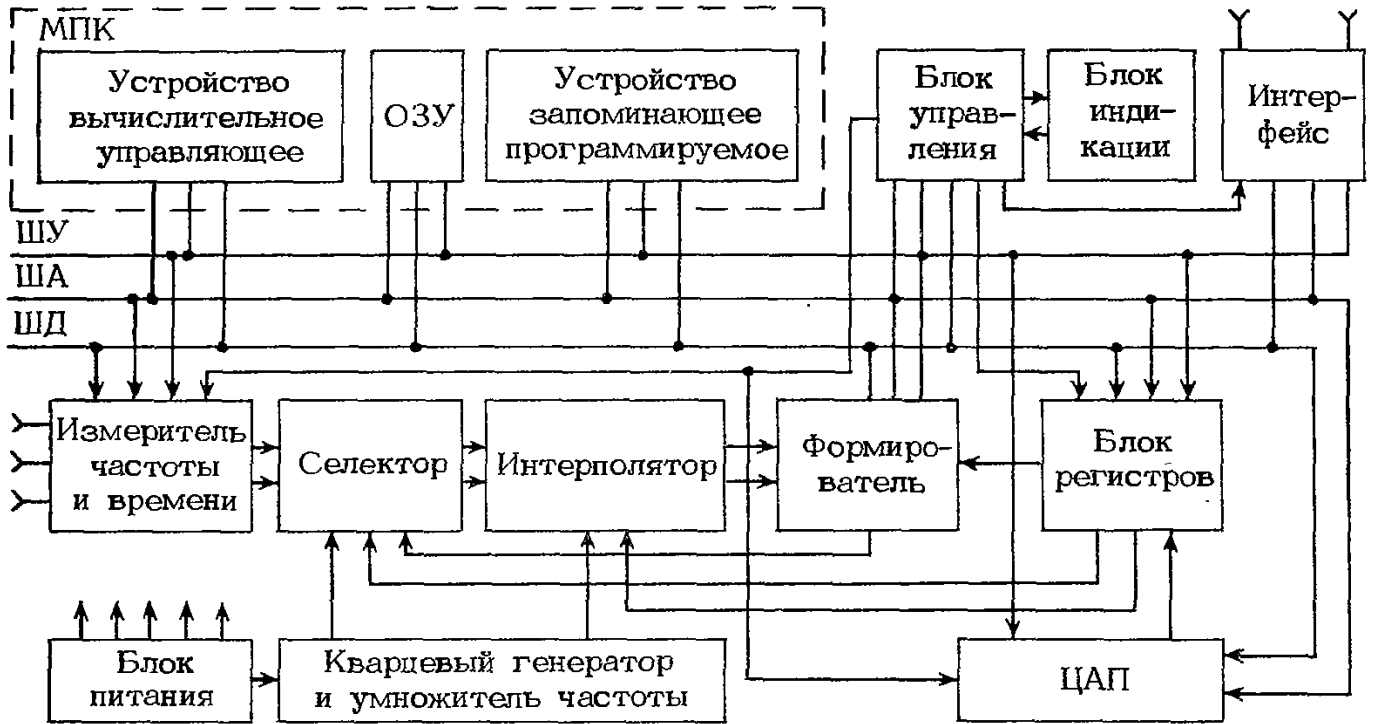 МПК
Устройство
вычислительное
управляющее
ОЗУ
Устройство
запоминающее
программируемое
Блок
управ-
ления
Блок
инди-
кации
Интер-
фейс
ШУ
ША
ШД
Измеритель
частоты
и времени
Селектор
Интерполятор
Формиро-
ватель
Блок
регистров
Блок
питания
Кварцевый генератор
и умножитель частоты
ЦАП